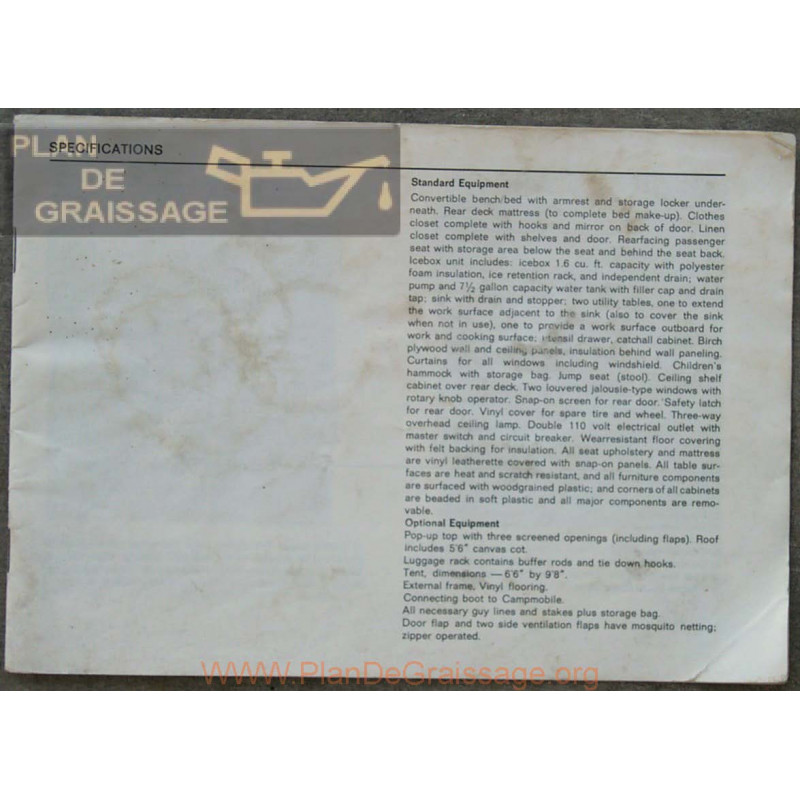 SPECIFICATIONS
PLAN
DE
GRAISSAGE
Standard Equipment
Convertible bench/bed with armrest and storage locker under-
neath. Rear deck mattress (to complete bed make-up). Clothes
closet complete with hooks and mirror on back of door. Linen
closet complete with shelves and door. Rearfacing passenger
seat with storage area below the seat and behind the seat back.
Icebox unit includes: icebox 1.6 cu. ft. capacity with polyester
foam insulation, ice retention rack, and independent drain; water
pump and 7½ gallon capacity water tank with filler cap and drain
tap; sink with drain and stopper; two utility tables, one to extend
the work surface adjacent to the sink (also to cover the sink
when not in use), one to provide a work surface outboard for
work and cooking surface; utensil drawer, catchall cabinet. Birch
plywood wall and ceiling panels, insulation behind wall paneling.
Curtains for all windows including windshield. Children's
hammock with storage bag. Jump seat (stool). Ceiling shelf
cabinet over rear deck. Two louvered jalousie-type windows with
rotary knob operator. Snap-on screen for rear door. Safety latch
for rear door. Vinyl cover for spare tire and wheel. Three-way
overhead ceiling lamp. Double 110 volt electrical outlet with
master switch and circuit breaker. Wearresistant floor covering
with felt backing for insulation. All seat upholstery and mattress
are vinyl leatherette covered with snap-on panels. All table sur-
faces are heat and scratch resistant, and all furniture components
are surfaced with woodgrained plastic; and corners of all cabinets
are beaded in soft plastic and all major components are remo-
vable.
Optional Equipment
Pop-up top with three screened openings (including flaps). Roof
includes 5'6" canvas cot.
Luggage rack contains buffer rods and tie down hooks.
Tent, dimensions — 6'6" by 9'8".
External frame, Vinyl flooring.
Connecting boot to Campmobile.
All necessary guy lines and stakes plus storage bag.
Door flap and two side ventilation flaps have mosquito netting;
zipper operated.
www.PlanDeGraissage.org